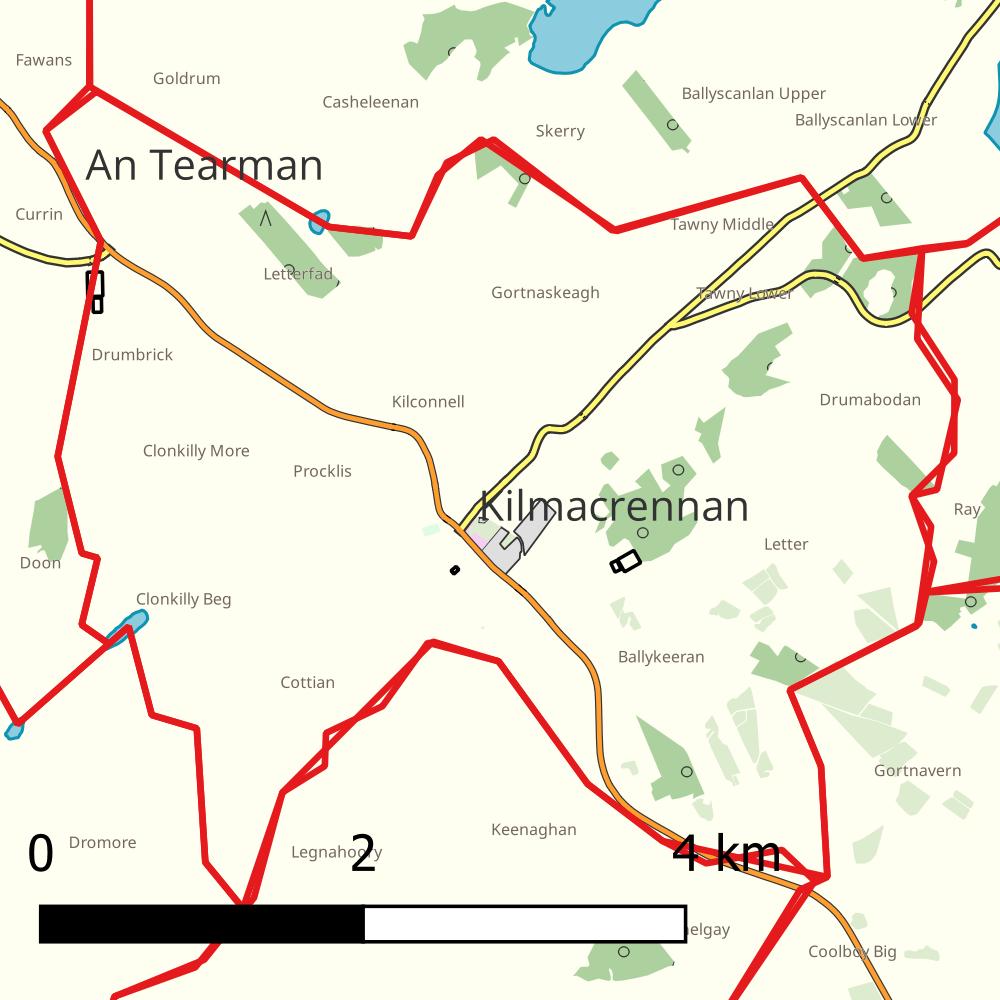 Fawans
Goldrum
Casheleenan
Ballyscanlan Upper
Ballyscanlan Lower
Skerry
An Tearman
Currin
Tawny Middle
Letterfad
Gortnaskeagh
Tawny Lower
Drumbrick
Kilconnell
Drumabodan
Clonkilly More
Procklis
Kilmacrennan
Ray
Letter
Doon
Clonkilly Beg
Ballykeeran
Cottian
Gortnavern
Keenaghan
Dromore
Legnahoory
0 2 4 km
elgay
Coolboy Big